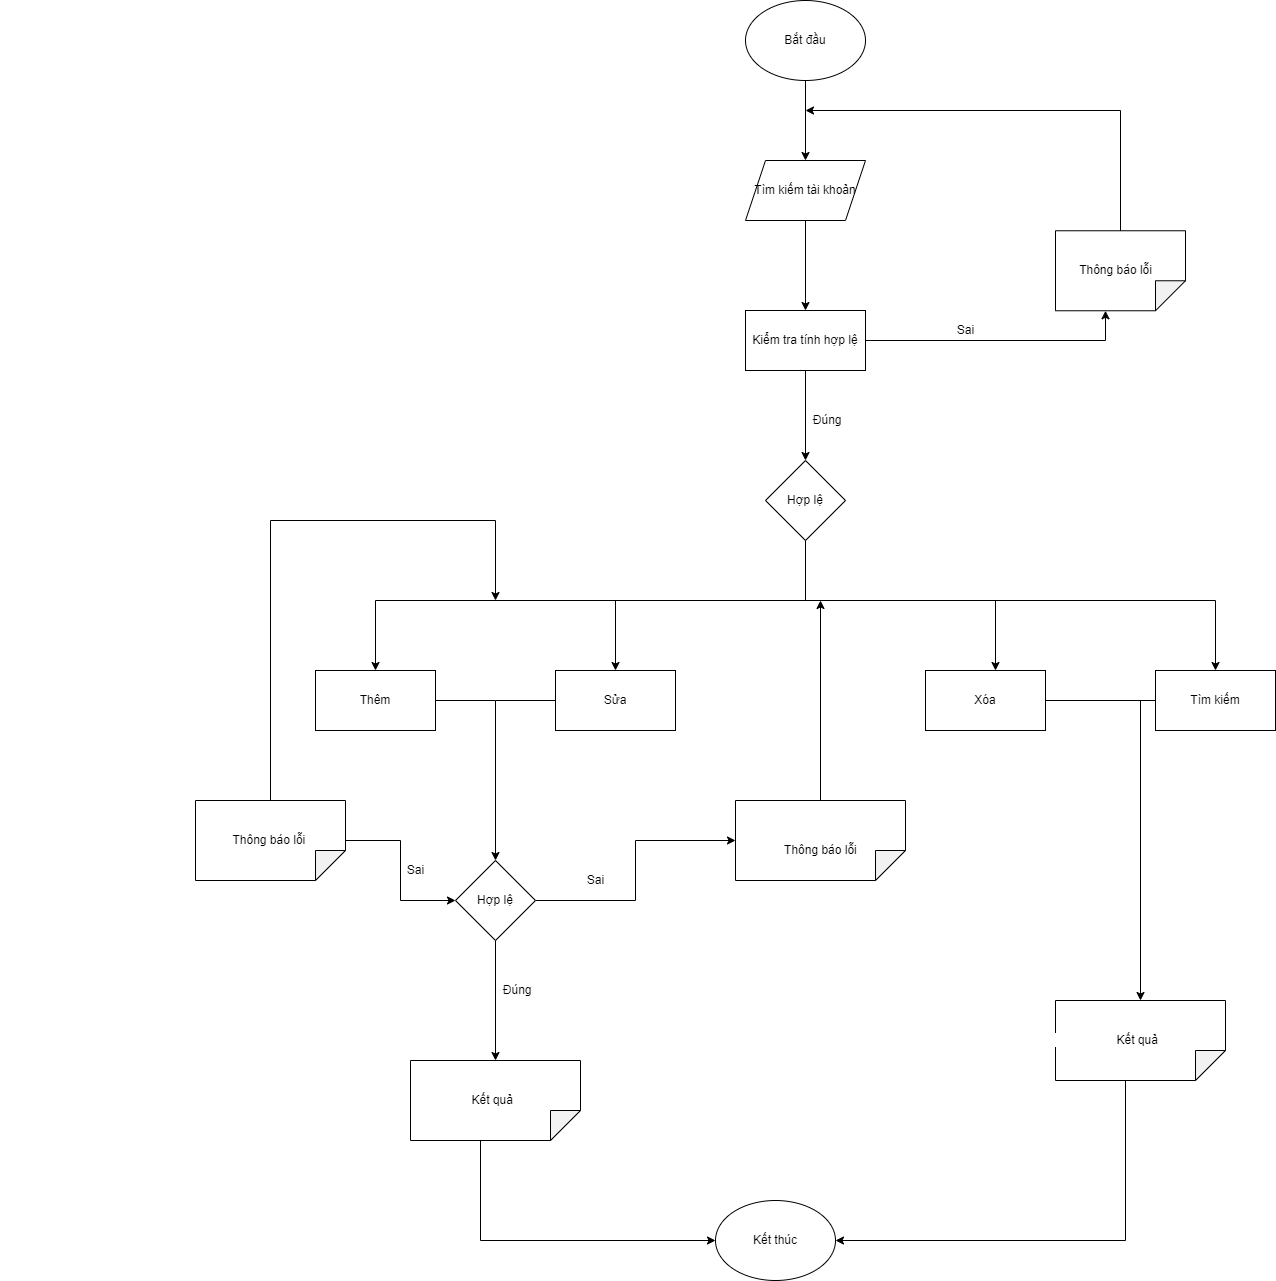 Bắt đầu
Tìm kiếm tài khoản
Thông báo lỗi
Sai
Kiểm tra tính hợp lệ
Đúng
Hợp lệ
Thêm
Sửa
Xóa
Tìm kiếm
Thông báo lỗi
Thông báo lỗi
Sai
Sai
Hợp lệ
Đúng
Kết quả
Kết quả
Kết thúc